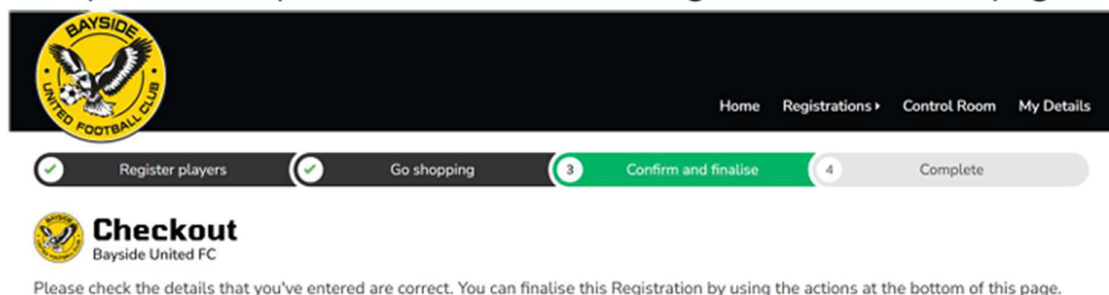 BAYSIDE
UNITED FOOTBALL CLUB
Home Registrations Control Room My Details
Register players Go shopping 3 Confirm and finalise 4 Complete
Checkout
Bayside United FC
Please check the details that you've entered are correct. You can finalise this Registration by using the actions at the bottom of this page.